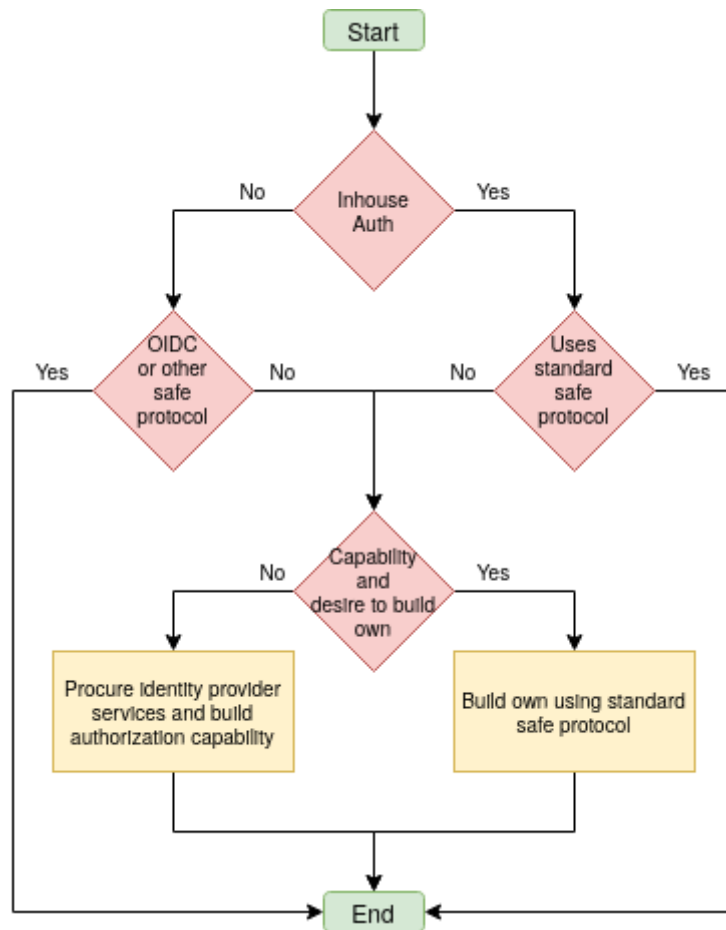 Start
Inhouse
Auth
No
Yes
OIDC
or other
safe
protocol
Yes
No
Uses
standard
safe
protocol
No
Yes
Capability
and
desire to build
own
No
Yes
Procure identity provider
services and build
authorization capability
Build own using standard
safe protocol
End